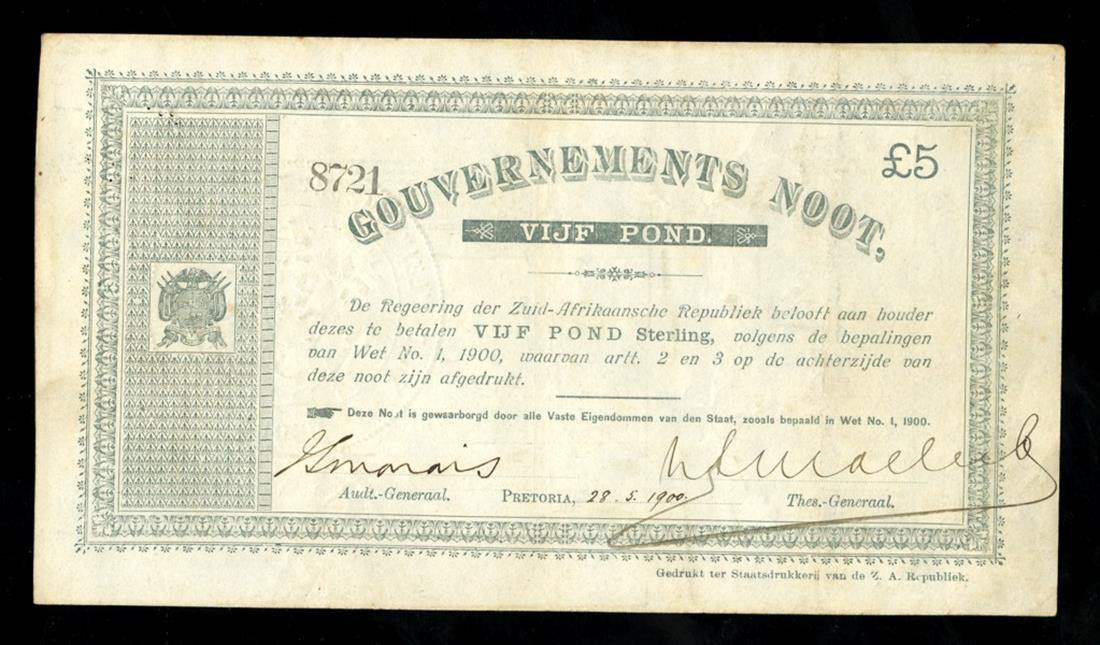 8721
£5
GOUVERNEMENTS NOOT,
VIJF POND.
De Regeering der Zuid-Afrikaansche Republiek belooft aan houder
dezes te betalen VIJF POND Sterling, volgens de bepalingen
van Wet No. 1, 1900, waarvan artt. 2 en 3 op de achterzijde van
deze noot zijn afgedrukt.
Deze Noot is gewaarborgd door alle Vaste Eigendommen van den Staat, zooals bepaald in Wet No. 1, 1900.
Audt.-Generaal. PRETORIA, 28.5.1900. Thes.-Generaal.
Gedrukt ter Staatsdrukkerij van de Z. A. Republiek.